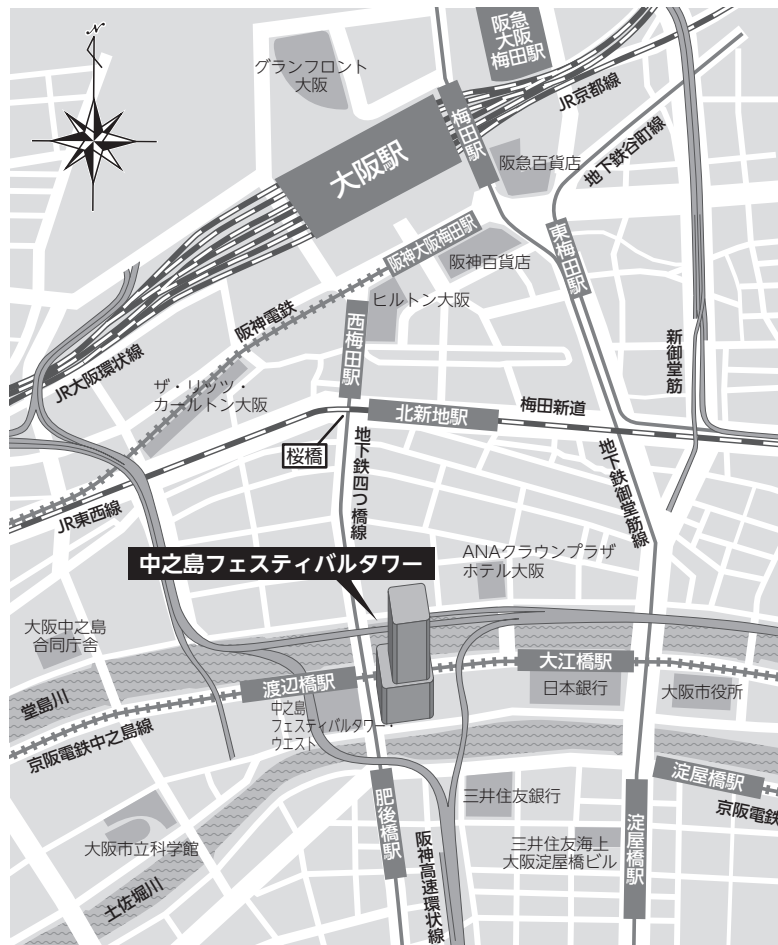 N
阪急
大阪
梅田駅
グランフロント
大阪
JR京都線
梅田駅
大阪駅
阪急百貨店
地下鉄谷町線
阪神大阪梅田駅
阪神百貨店
東梅田駅
ヒルトン大阪
阪神電鉄
西梅田駅
新御堂筋
JR大阪環状線
ザ・リッツ・
カールトン大阪
北新地駅
梅田新道
桜橋
地下鉄四つ橋線
地下鉄御堂筋線
JR東西線
ANAクラウンプラザ
ホテル大阪
中之島フェスティバルタワー
大阪中之島
合同庁舎
大江橋駅
渡辺橋駅
日本銀行
大阪市役所
堂島川
中之島
フェスティバルタワー・
ウエスト
京阪電鉄中之島線
淀屋橋駅
肥後橋駅
三井住友銀行
京阪電鉄
淀屋橋駅
大阪市立科学館
阪神高速環状線
三井住友海上
大阪淀屋橋ビル
土佐堀川